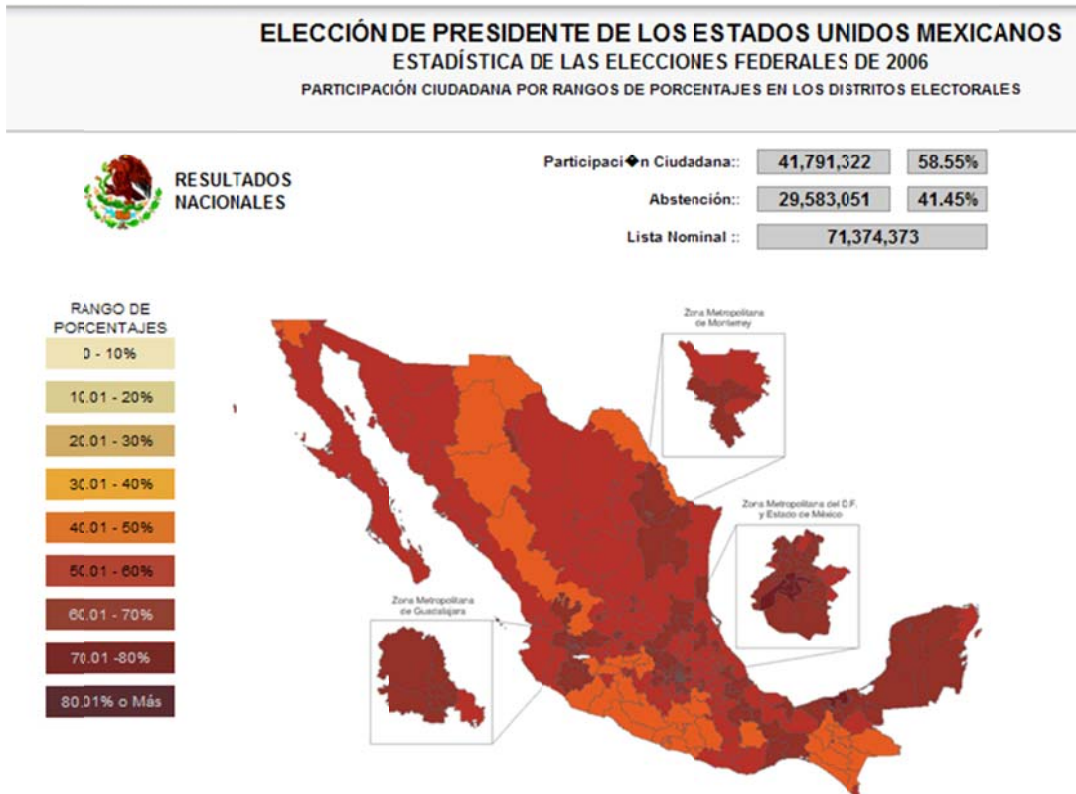 ELECCIÓN DE PRESIDENTE DE LOS ESTADOS UNIDOS MEXICANOS
ESTADÍSTICA DE LAS ELECCIONES FEDERALES DE 2006
PARTICIPACIÓN CIUDADANA POR RANGOS DE PORCENTAJES EN LOS DISTRITOS ELECTORALES
RESULTADOS
NACIONALES
Participaci�n Ciudadana:: 41,791,322 58.55%
Abstención:: 29,583,051 41.45%
Lista Nominal :: 71,374,373
RANGO DE
PORCENTAJES
0 - 10%
10.01 - 20%
20.01 - 30%
30.01 - 40%
40.01 - 50%
50.01 - 60%
60.01 - 70%
70.01 -80%
80.01% o Más
Zona Metropolitana
de Monterrey
Zona Metropolitana del D.F.
y Estado de México
Zona Metropolitana
de Guadalajara